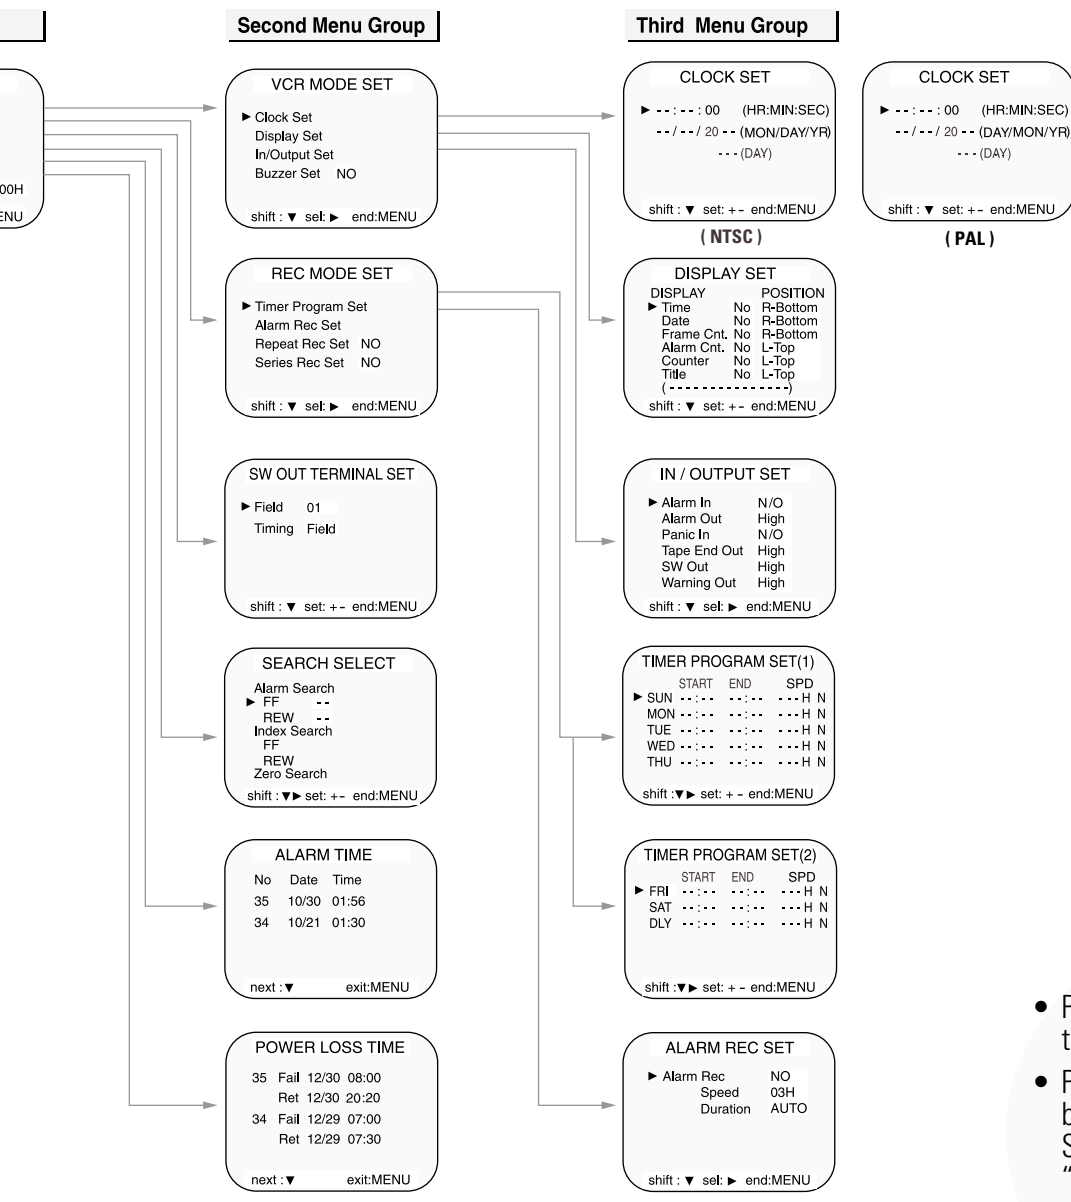 Second Menu Group
Third Menu Group
00H
ENU
VCR MODE SET
► Clock Set
Display Set
In/Output Set
Buzzer Set NO
shift : ▼ sel: ► end:MENU
REC MODE SET
► Timer Program Set
Alarm Rec Set
Repeat Rec Set NO
Series Rec Set NO
shift : ▼ sel: ► end:MENU
SW OUT TERMINAL SET
► Field 01
Timing Field
shift : ▼ set: + - end:MENU
SEARCH SELECT
Alarm Search
► FF --
REW --
Index Search
FF
REW
Zero Search
shift : ▼► set: + - end:MENU
ALARM TIME
No Date Time
35 10/30 01:56
34 10/21 01:30
next : ▼ exit:MENU
POWER LOSS TIME
35 Fail 12/30 08:00
Ret 12/30 20:20
34 Fail 12/29 07:00
Ret 12/29 07:30
next : ▼ exit:MENU
CLOCK SET
► --:--:00 (HR:MIN:SEC)
--/--/20-- (MON/DAY/YR)
---(DAY)
shift : ▼ set: + - end:MENU
( NTSC )
CLOCK SET
► --:--:00 (HR:MIN:SEC)
--/--/20-- (DAY/MON/YR)
---(DAY)
shift : ▼ set: + - end:MENU
( PAL )
DISPLAY SET
DISPLAY POSITION
► Time No R-Bottom
Date No R-Bottom
Frame Cnt. No R-Bottom
Alarm Cnt. No L-Top
Counter No L-Top
Title No L-Top
(----------------)
shift : ▼ set: + - end:MENU
IN / OUTPUT SET
► Alarm In N/O
Alarm Out High
Panic In N/O
Tape End Out High
SW Out High
Warning Out High
shift : ▼ sel: ► end:MENU
TIMER PROGRAM SET(1)
START END SPD
► SUN --:-- --:-- ---H N
MON --:-- --:-- ---H N
TUE --:-- --:-- ---H N
WED --:-- --:-- ---H N
THU --:-- --:-- ---H N
shift :▼► set: + - end:MENU
TIMER PROGRAM SET(2)
START END SPD
► FRI --:-- --:-- ---H N
SAT --:-- --:-- ---H N
DLY --:-- --:-- ---H N
shift :▼► set: + - end:MENU
ALARM REC SET
► Alarm Rec NO
Speed 03H
Duration AUTO
shift : ▼ sel: ► end:MENU